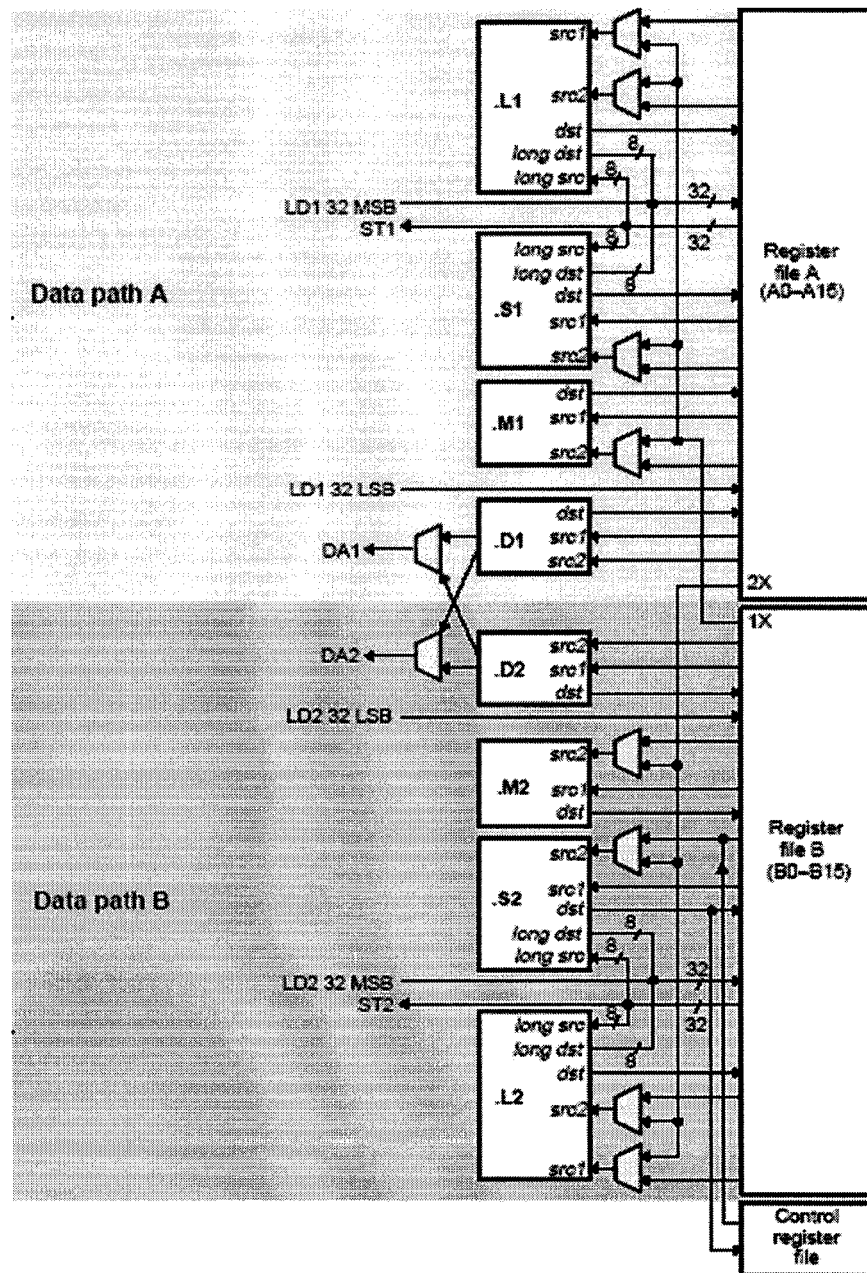 src1
.L1
src2
dst
8
long dst
8
long src
LD1 32 MSB
32
ST1
8
32
long src
long dst
8
Register
file A
(A0–A15)
Data path A
.S1
dst
src1
src2
dst
.M1
src1
src2
LD1 32 LSB
dst
DA1
.D1
src1
src2
2X
1X
DA2
.D2
src2
src1
dst
LD2 32 LSB
src2
.M2
src1
dst
Register
file B
(B0–B15)
src2
Data path B
.S2
src1
dst
8
long dst
8
long src
LD2 32 MSB
32
ST2
8
32
long src
long dst
8
.L2
dst
src2
src1
Control
register
file